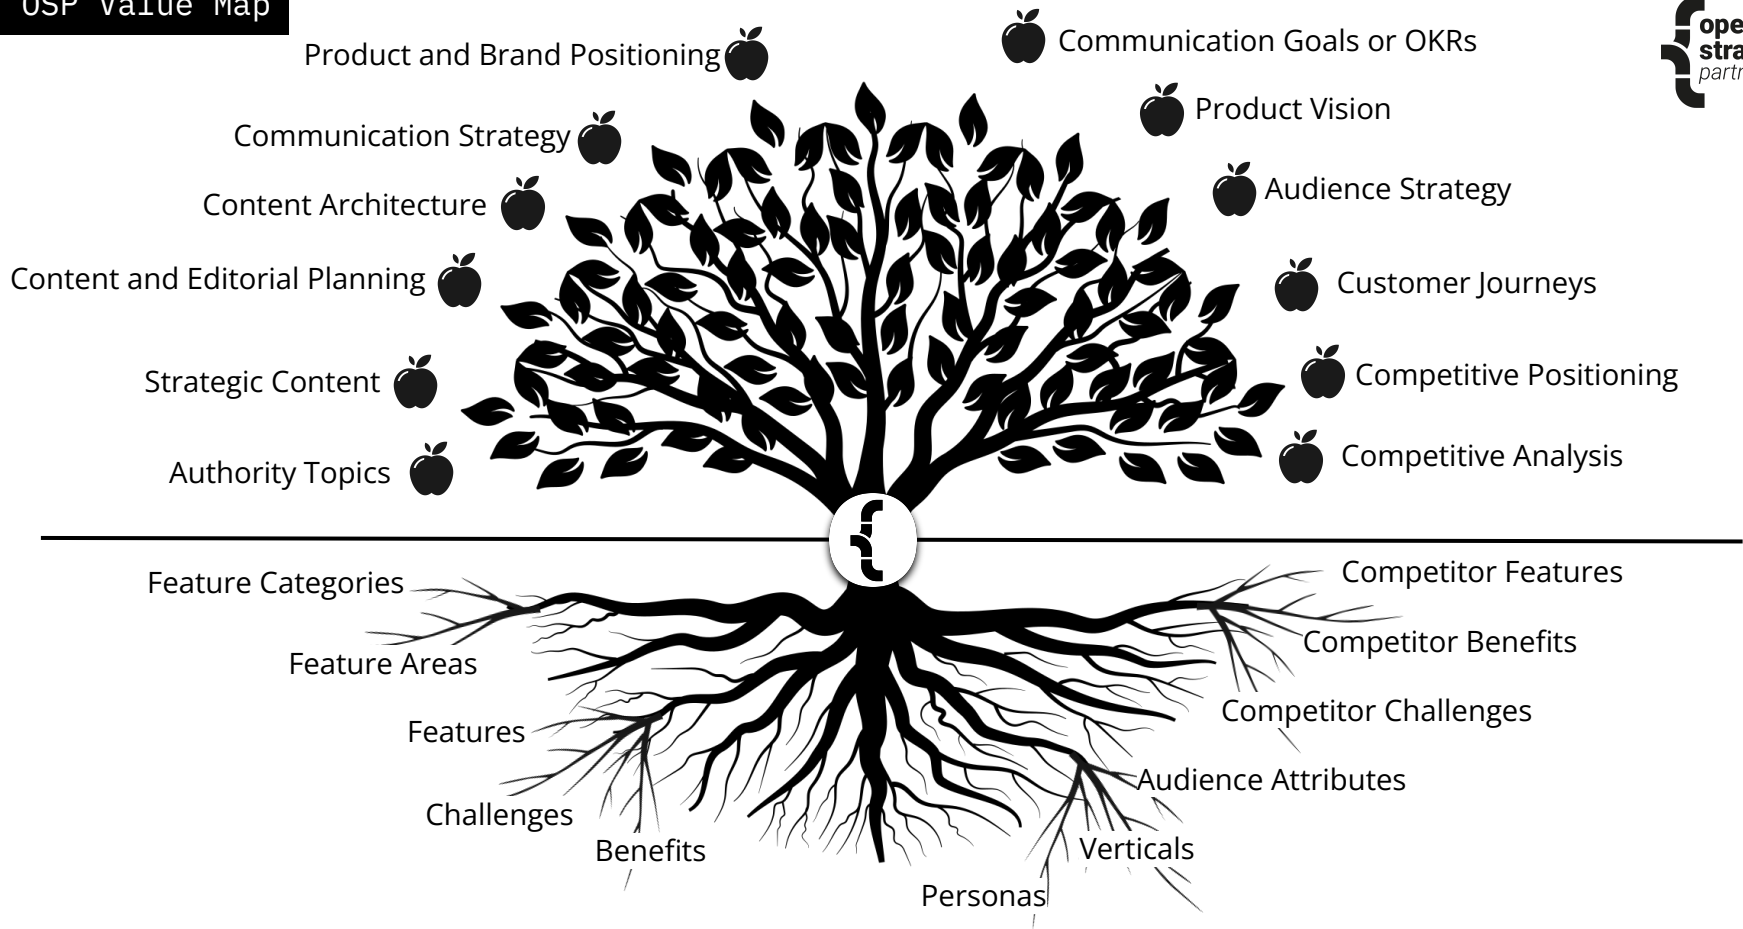 OSP Value Map
Product and Brand Positioning
Communication Strategy
Content Architecture
Content and Editorial Planning
Strategic Content
Authority Topics
Communication Goals or OKRs
Product Vision
Audience Strategy
Customer Journeys
Competitive Positioning
Competitive Analysis
Feature Categories
Feature Areas
Features
Challenges
Benefits
Personas
Verticals
Audience Attributes
Competitor Challenges
Competitor Benefits
Competitor Features